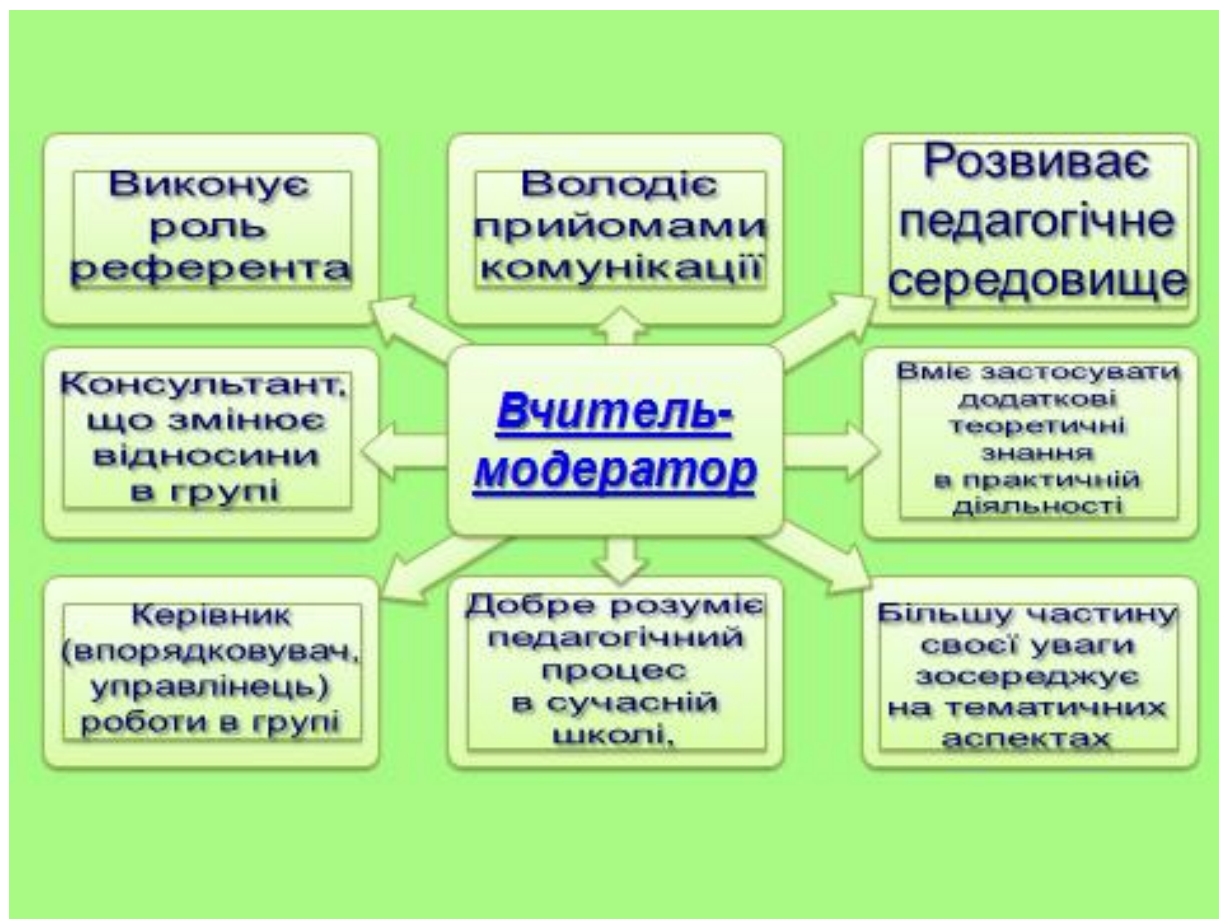 Виконує
роль
референта
Володіє
прийомами
комунікації
Розвиває
педагогічне
середовище
Консультант,
що змінює
відносини
в групі
Вчитель-
модератор
Вміє застосувати
додаткові
теоретичні
знання
в практичній
діяльності
Керівник
(впорядковувач,
управлінець)
роботи в групі
Добре розуміє
педагогічний
процес
в сучасній
школі,
Більшу частину
своєї уваги
зосереджує
на тематичних
аспектах